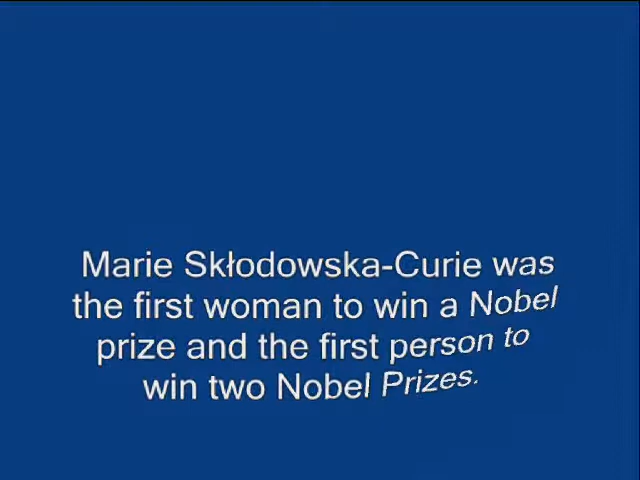 Marie Skłodowska-Curie was
the first woman to win a Nobel
prize and the first person to
win two Nobel Prizes.